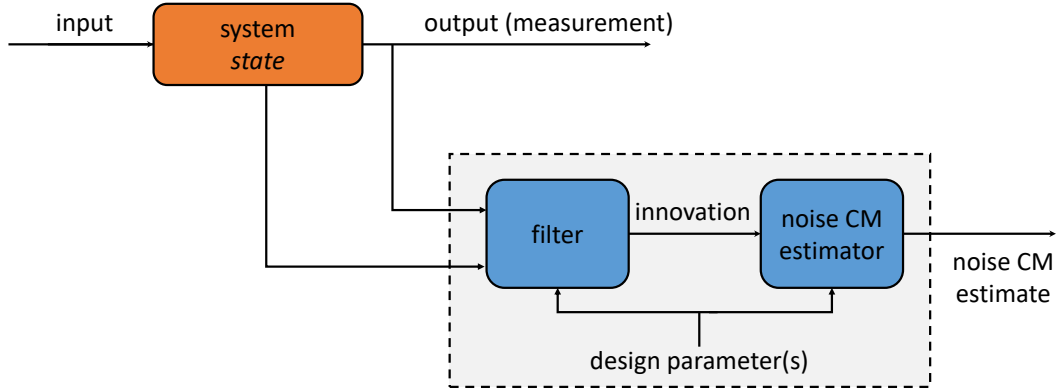 input
system
state
output (measurement)
filter
innovation
noise CM
estimator
noise CM
estimate
design parameter(s)